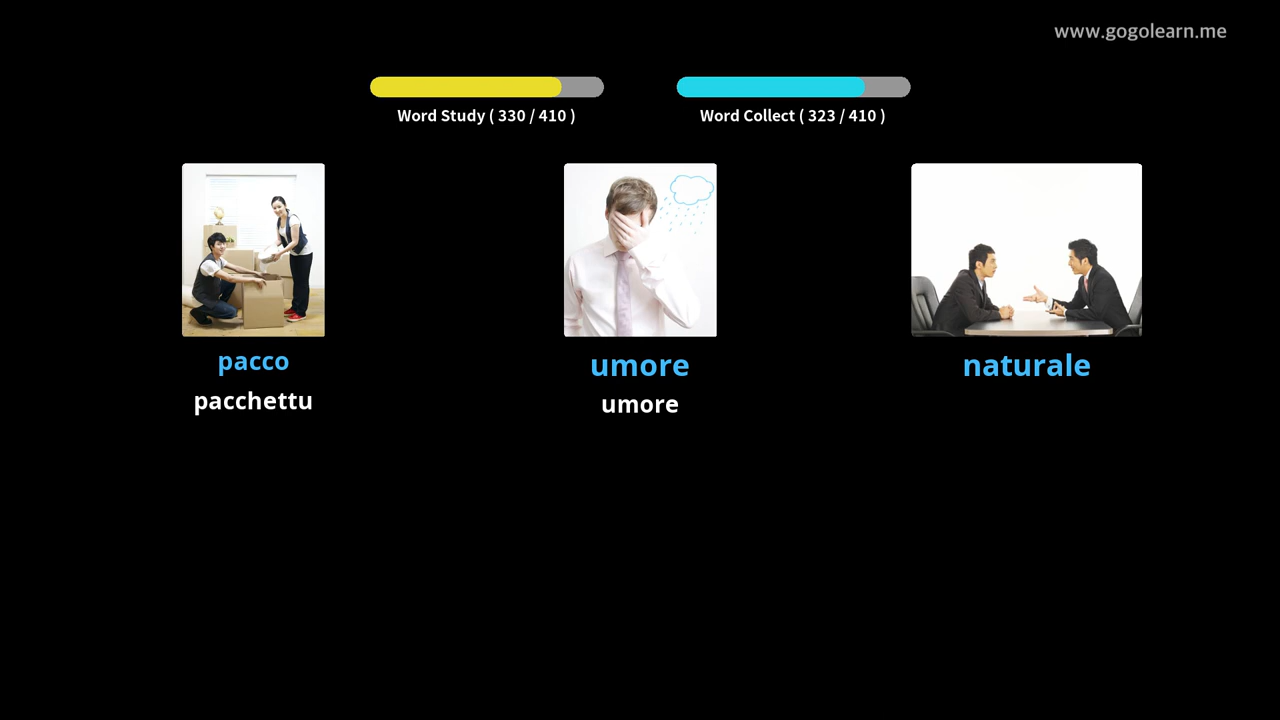 www.gogolearn.me
Word Study ( 330 / 410 )
Word Collect ( 323 / 410 )
pacco
pacchettu
umore
umore
naturale